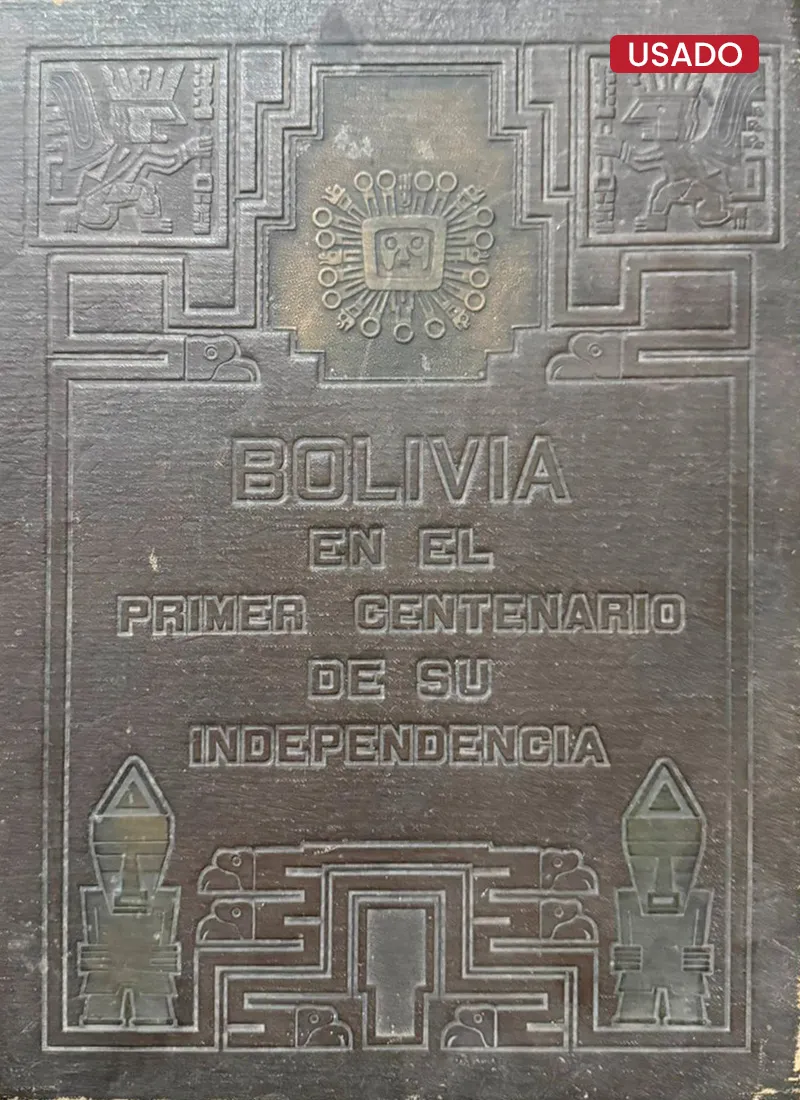 USADO
BOLIVIA
EN EL
PRIMER CENTENARIO
DE SU
INDEPENDENCIA